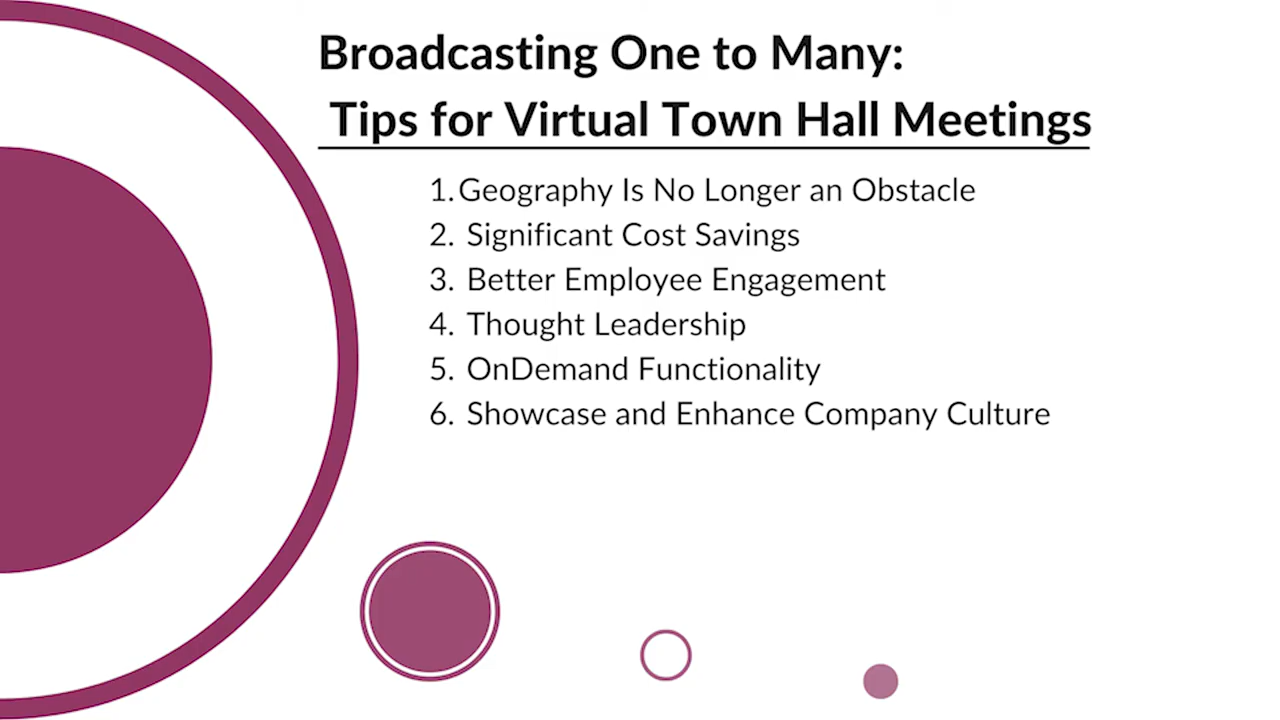 Broadcasting One to Many:
Tips for Virtual Town Hall Meetings
1. Geography Is No Longer an Obstacle
2. Significant Cost Savings
3. Better Employee Engagement
4. Thought Leadership
5. OnDemand Functionality
6. Showcase and Enhance Company Culture